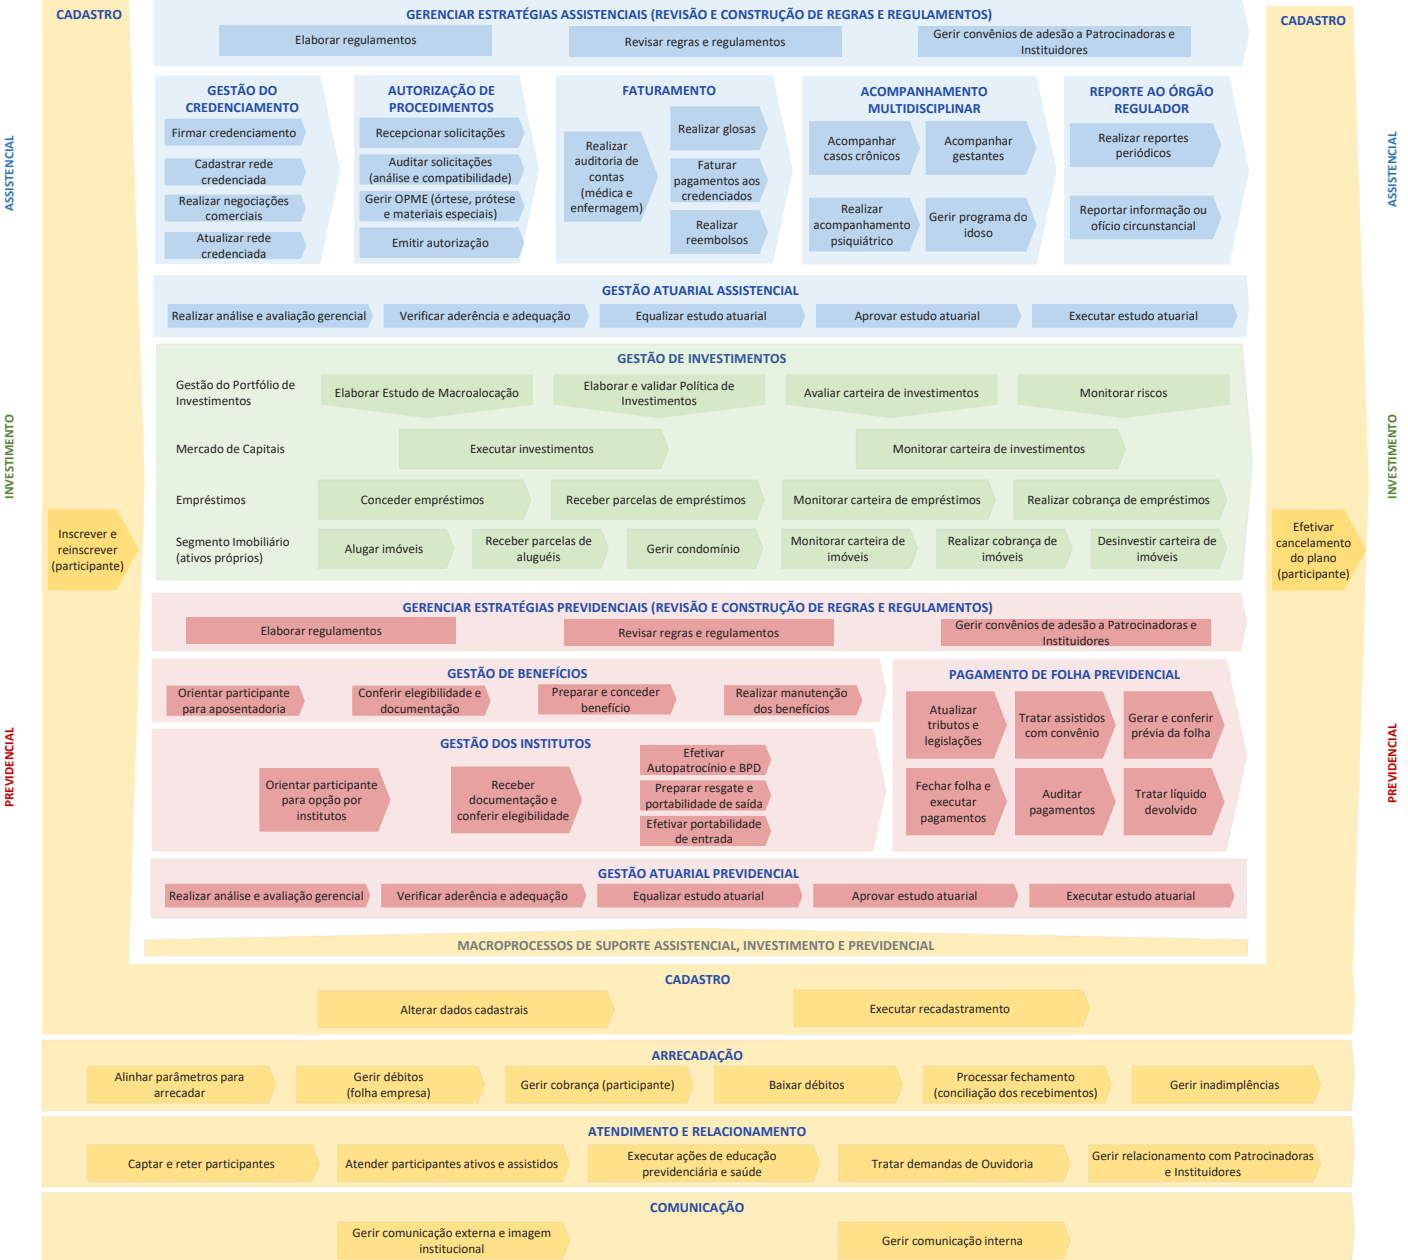 CADASTRO
GERENCIAR ESTRATÉGIAS ASSISTENCIAIS (REVISÃO E CONSTRUÇÃO DE REGRAS E REGULAMENTOS)
CADASTRO
Elaborar regulamentos
Revisar regras e regulamentos
Gerir convênios de adesão a Patrocinadoras e
Instituidores
ASSISTENCIAL
GESTÃO DO
CREDENCIAMENTO
Firmar credenciamento
Cadastrar rede
credenciada
Realizar negociações
comerciais
Atualizar rede
credenciada
AUTORIZAÇÃO DE
PROCEDIMENTOS
Recepcionar solicitações
Auditar solicitações
(análise e compatibilidade)
Gerir OPME (órtese, prótese
e materiais especiais)
Emitir autorização
FATURAMENTO
Realizar
auditoria de
contas
(médica e
enfermagem)
Realizar glosas
Faturar
pagamentos aos
credenciados
Realizar
reembolsos
ACOMPANHAMENTO
MULTIDISCIPLINAR
Acompanhar
casos crônicos
Acompanhar
gestantes
Realizar
acompanhamento
psiquiátrico
Gerir programa do
idoso
REPORTE AO ÓRGÃO
REGULADOR
Realizar reportes
periódicos
Reportar informação ou
ofício circunstancial
ASSISTENCIAL
GESTÃO ATUARIAL ASSISTENCIAL
Realizar análise e avaliação gerencial
Verificar aderência e adequação
Equalizar estudo atuarial
Aprovar estudo atuarial
Executar estudo atuarial
INVESTIMENTO
GESTÃO DE INVESTIMENTOS
Gestão do Portfólio de
Investimentos
Elaborar Estudo de Macroalocação
Elaborar e validar Política de
Investimentos
Avaliar carteira de investimentos
Monitorar riscos
Mercado de Capitais
Executar investimentos
Monitorar carteira de investimentos
Empréstimos
Conceder empréstimos
Receber parcelas de empréstimos
Monitorar carteira de empréstimos
Realizar cobrança de empréstimos
Segmento Imobiliário
(ativos próprios)
Alugar imóveis
Receber parcelas de
aluguéis
Gerir condomínio
Monitorar carteira de
imóveis
Realizar cobrança de
imóveis
Desinvestir carteira de
imóveis
INVESTIMENTO
Inscrever e
reinscrever
(participante)
Efetivar
cancelamento
do plano
(participante)
GERENCIAR ESTRATÉGIAS PREVIDENCIAIS (REVISÃO E CONSTRUÇÃO DE REGRAS E REGULAMENTOS)
Elaborar regulamentos
Revisar regras e regulamentos
Gerir convênios de adesão a Patrocinadoras e
Instituidores
PREVIDENCIAL
GESTÃO DE BENEFÍCIOS
Orientar participante
para aposentadoria
Conferir elegibilidade e
documentação
Preparar e conceder
benefício
Realizar manutenção
dos benefícios
GESTÃO DOS INSTITUTOS
Orientar participante
para opção por
institutos
Receber
documentação e
conferir elegibilidade
Efetivar
Autopatrocínio e BPD
Preparar resgate e
portabilidade de saída
Efetivar portabilidade
de entrada
PAGAMENTO DE FOLHA PREVIDENCIAL
Atualizar
tributos e
legislações
Tratar assistidos
com convênio
Gerar e conferir
prévia da folha
Fechar folha e
executar
pagamentos
Auditar
pagamentos
Tratar líquido
devolvido
PREVIDENCIAL
GESTÃO ATUARIAL PREVIDENCIAL
Realizar análise e avaliação gerencial
Verificar aderência e adequação
Equalizar estudo atuarial
Aprovar estudo atuarial
Executar estudo atuarial
MACROPROCESSOS DE SUPORTE ASSISTENCIAL, INVESTIMENTO E PREVIDENCIAL
CADASTRO
Alterar dados cadastrais
Executar recadastramento
ARRECADAÇÃO
Alinhar parâmetros para
arrecadar
Gerir débitos
(folha empresa)
Gerir cobrança (participante)
Baixar débitos
Processar fechamento
(conciliação dos recebimentos)
Gerir inadimplências
ATENDIMENTO E RELACIONAMENTO
Captar e reter participantes
Atender participantes ativos e assistidos
Executar ações de educação
previdenciária e saúde
Tratar demandas de Ouvidoria
Gerir relacionamento com Patrocinadoras
e Instituidores
COMUNICAÇÃO
Gerir comunicação externa e imagem
institucional
Gerir comunicação interna